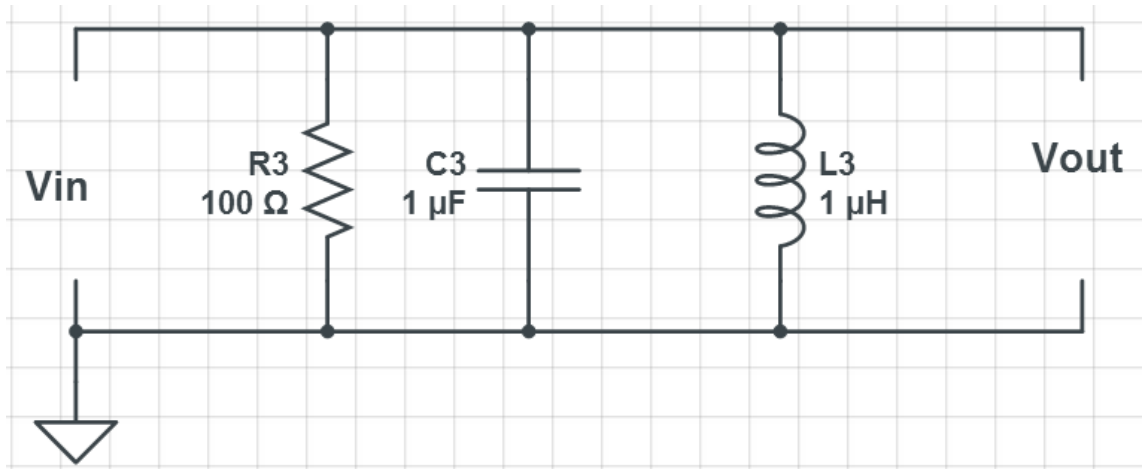 Vin
R3
100 Ω
C3
1 µF
L3
1 µH
Vout